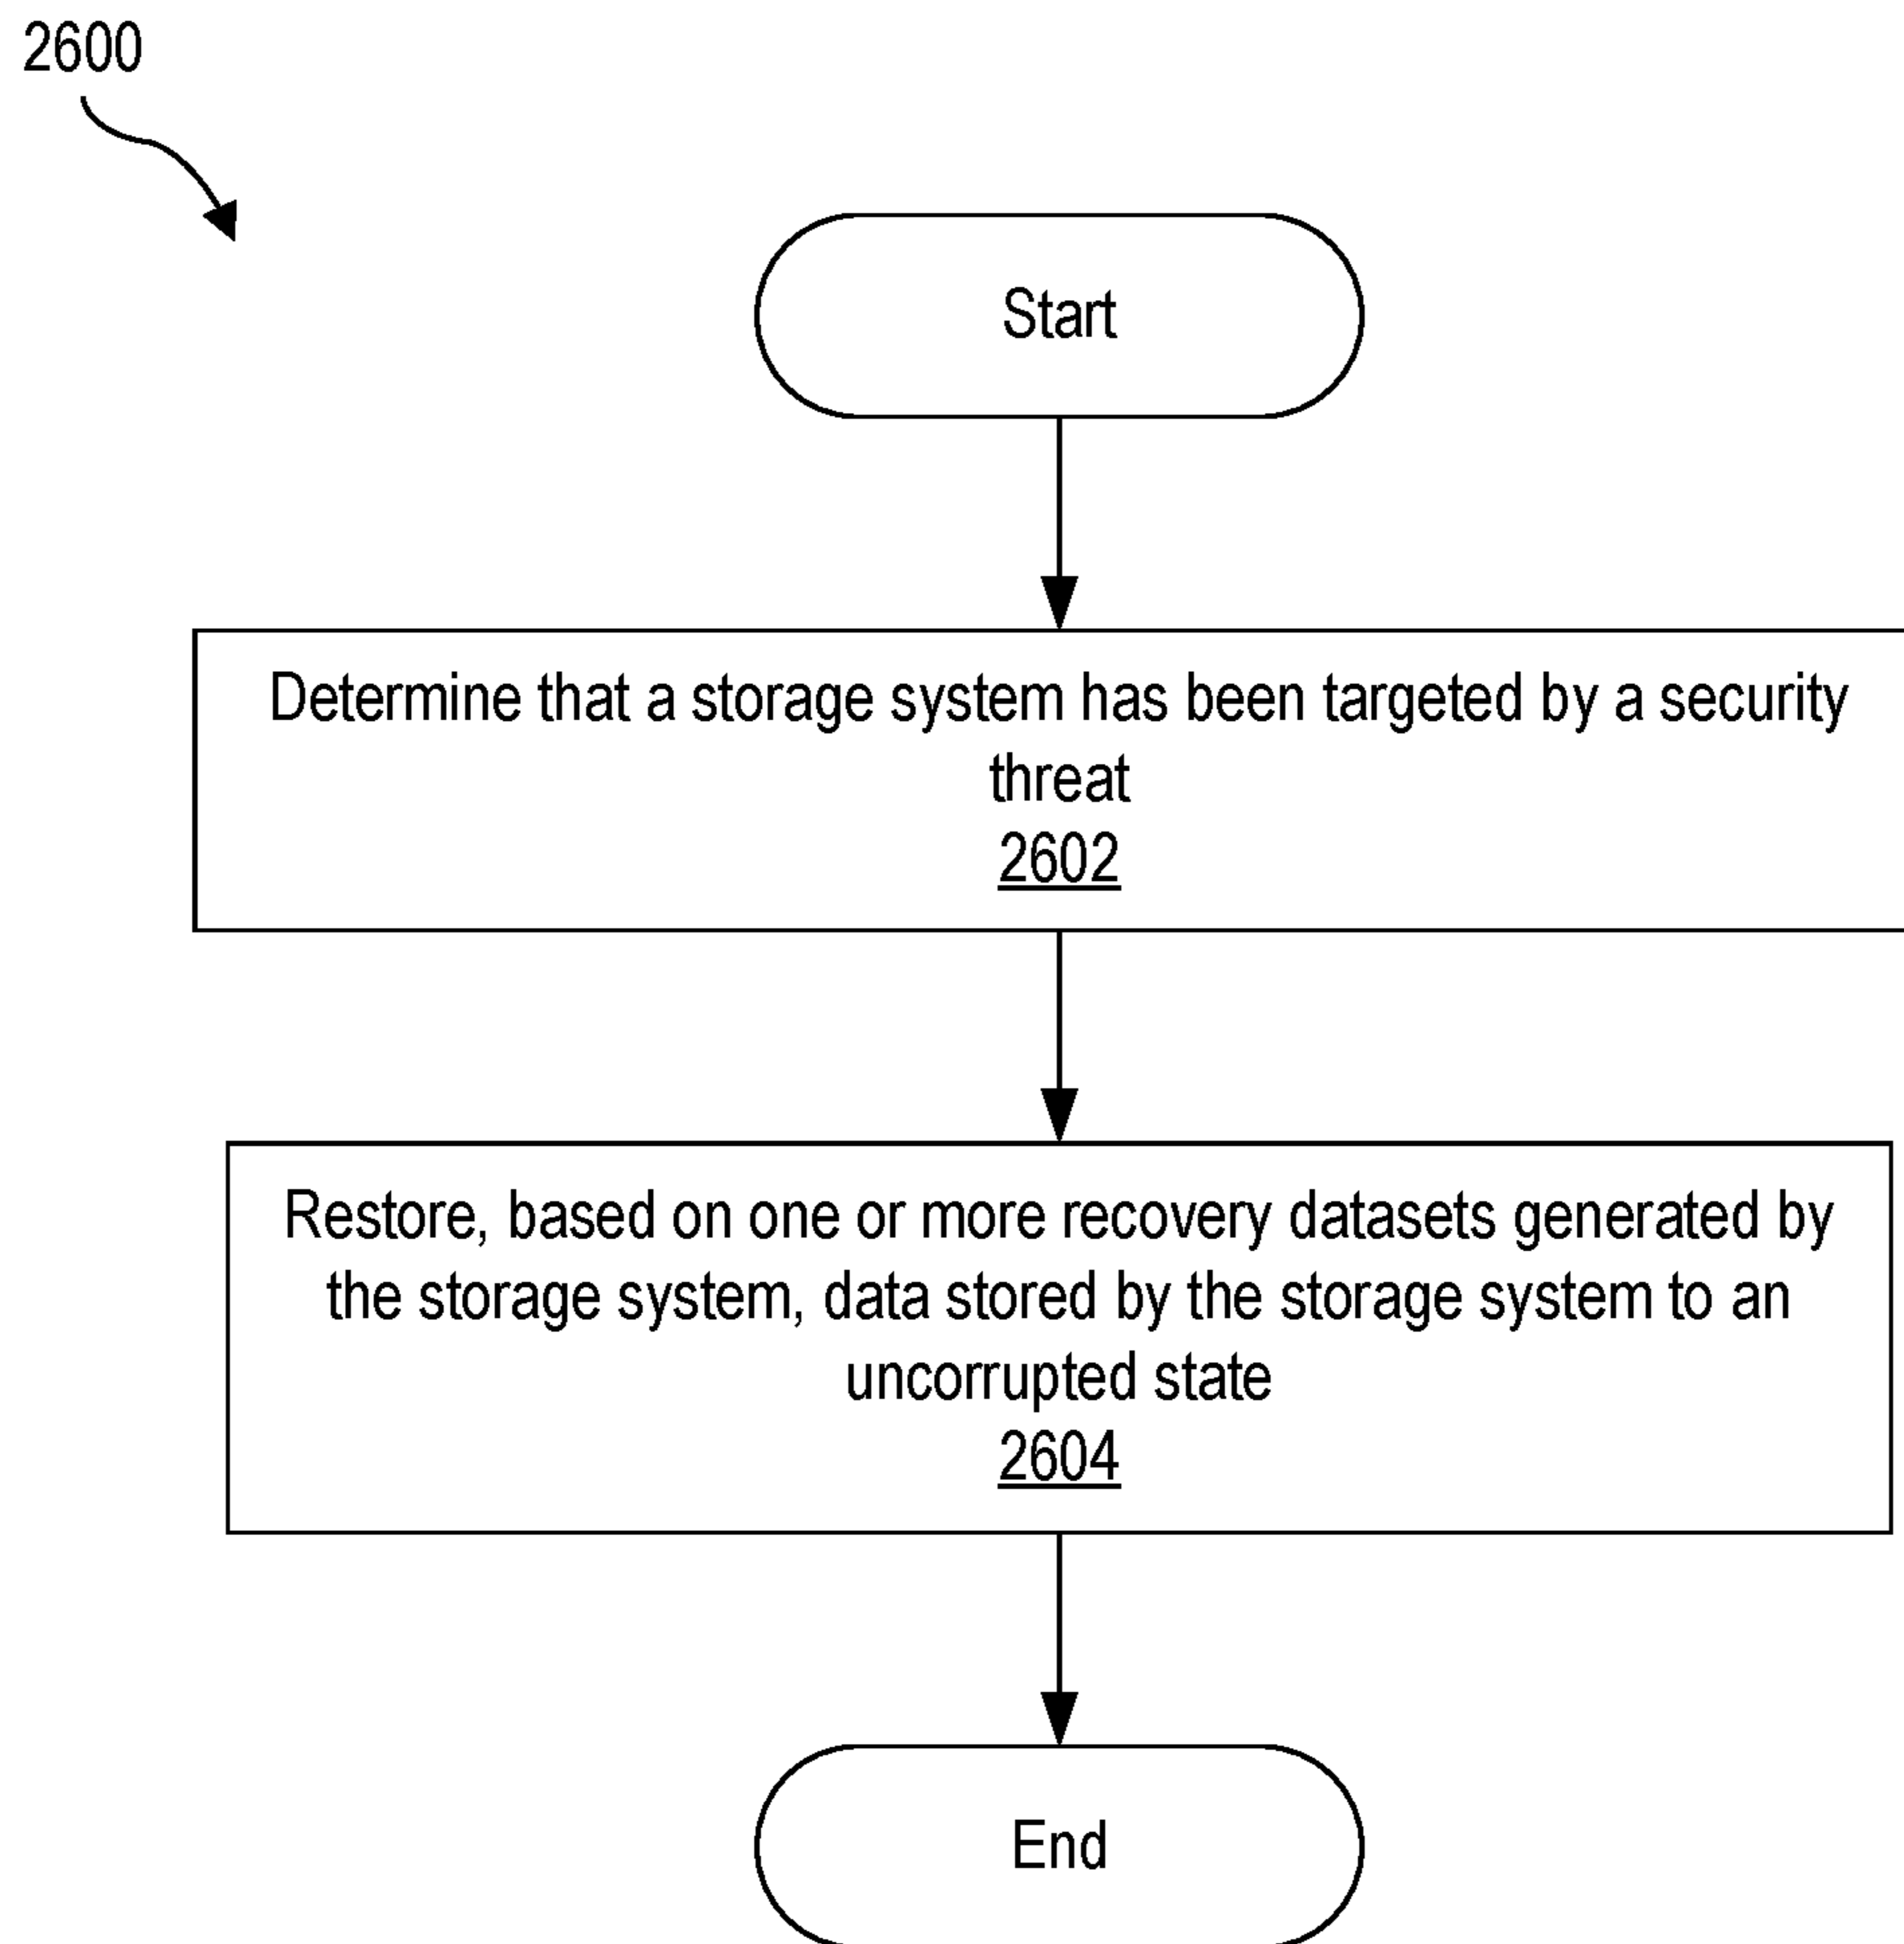 2600
Start
Determine that a storage system has been targeted by a security
threat
2602
Restore, based on one or more recovery datasets generated by
the storage system, data stored by the storage system to an
uncorrupted state
2604
End